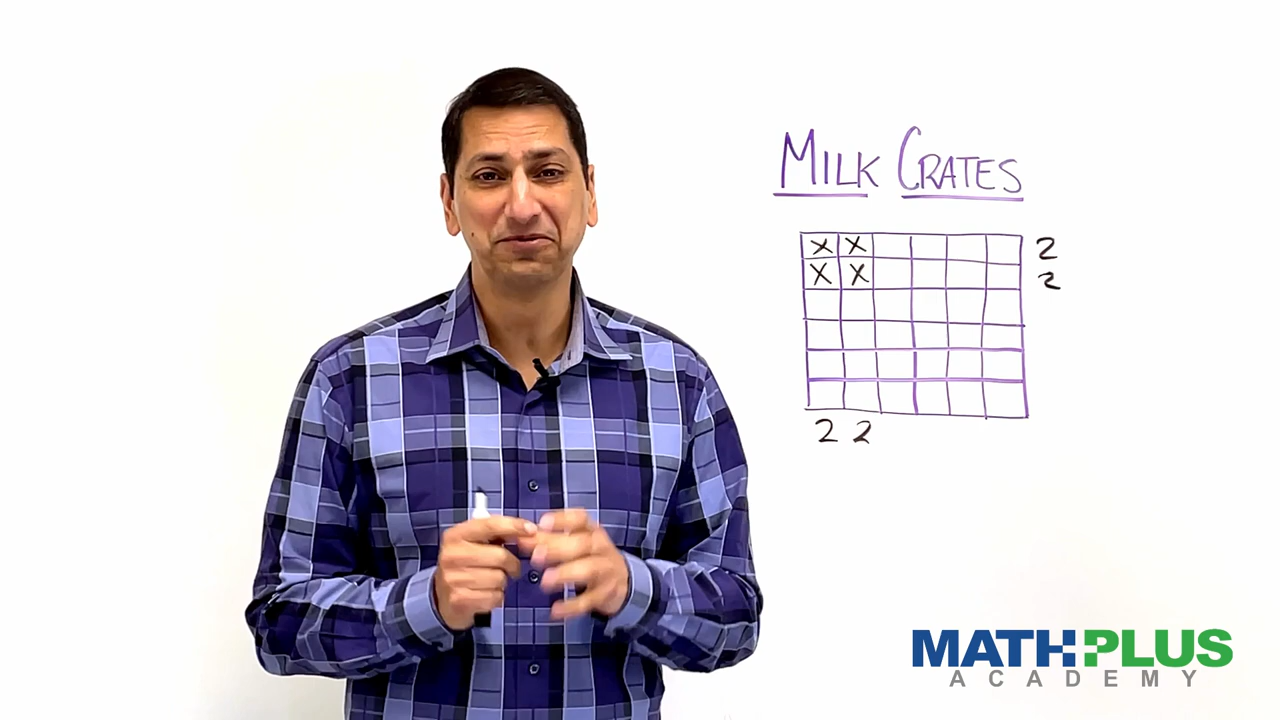 MILK CRATES
X X 2
X X 2
2 2
MATH PLUS
ACADEMY